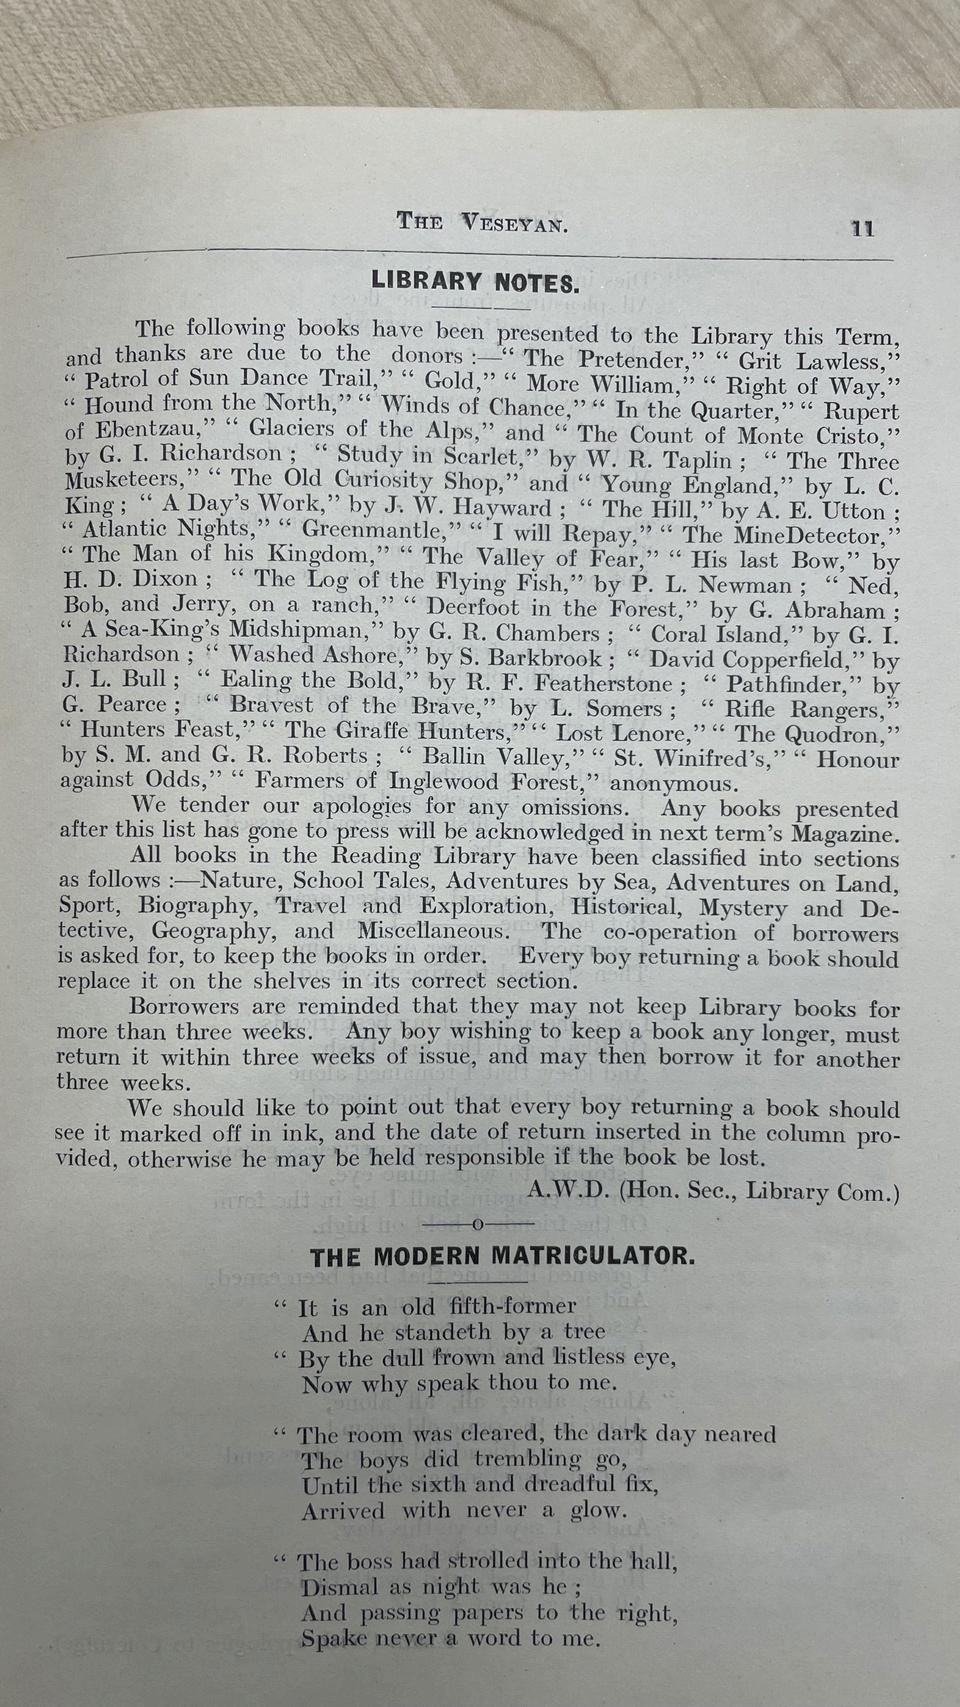 THE VESEYAN. 11
LIBRARY NOTES.
The following books have been presented to the Library this Term,
and thanks are due to the donors :—“ The Pretender,” “ Grit Lawless,”
“ Patrol of Sun Dance Trail,” “ Gold,” “ More William,” “ Right of Way,”
“ Hound from the North,” “ Winds of Chance,” “ In the Quarter,” “ Rupert
of Ebentzau,” “ Glaciers of the Alps,” and “ The Count of Monte Cristo,”
by G. I. Richardson ; “ Study in Scarlet,” by W. R. Taplin ; “ The Three
Musketeers,” “ The Old Curiosity Shop,” and “ Young England,” by L. C.
King ; “ A Day’s Work,” by J. W. Hayward ; “ The Hill,” by A. E. Utton ;
“ Atlantic Nights,” “ Greenmantle,” “ I will Repay,” “ The MineDetector,”
“ The Man of his Kingdom,” “ The Valley of Fear,” “ His last Bow,” by
H. D. Dixon ; “ The Log of the Flying Fish,” by P. L. Newman ; “ Ned,
Bob, and Jerry, on a ranch,” “ Deerfoot in the Forest,” by G. Abraham ;
“ A Sea-King’s Midshipman,” by G. R. Chambers ; “ Coral Island,” by G. I.
Richardson ; “ Washed Ashore,” by S. Barkbrook ; “ David Copperfield,” by
J. L. Bull ; “ Ealing the Bold,” by R. F. Featherstone ; “ Pathfinder,” by
G. Pearce ; “ Bravest of the Brave,” by L. Somers ; “ Rifle Rangers,”
“ Hunters Feast,” “ The Giraffe Hunters,” “ Lost Lenore,” “ The Quodron,”
by S. M. and G. R. Roberts ; “ Ballin Valley,” “ St. Winifred’s,” “ Honour
against Odds,” “ Farmers of Inglewood Forest,” anonymous.
We tender our apologies for any omissions. Any books presented
after this list has gone to press will be acknowledged in next term’s Magazine.
All books in the Reading Library have been classified into sections
as follows :—Nature, School Tales, Adventures by Sea, Adventures on Land,
Sport, Biography, Travel and Exploration, Historical, Mystery and De-
tective, Geography, and Miscellaneous. The co-operation of borrowers
is asked for, to keep the books in order. Every boy returning a book should
replace it on the shelves in its correct section.
Borrowers are reminded that they may not keep Library books for
more than three weeks. Any boy wishing to keep a book any longer, must
return it within three weeks of issue, and may then borrow it for another
three weeks.
We should like to point out that every boy returning a book should
see it marked off in ink, and the date of return inserted in the column pro-
vided, otherwise he may be held responsible if the book be lost.
A.W.D. (Hon. Sec., Library Com.)
——o——
THE MODERN MATRICULATOR.
“ It is an old fifth-former
And he standeth by a tree
“ By the dull frown and listless eye,
Now why speak thou to me.
“ The room was cleared, the dark day neared
The boys did trembling go,
Until the sixth and dreadful fix,
Arrived with never a glow.
“ The boss had strolled into the hall,
Dismal as night was he ;
And passing papers to the right,
Spake never a word to me.